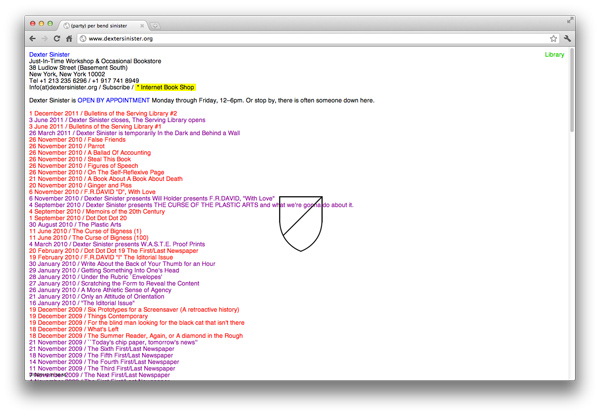 (party) per bend sinister
www.dextersinister.org
Dexter Sinister
Library
Just-In-Time Workshop & Occasional Bookstore
38 Ludlow Street (Basement South)
New York, New York 10002
Tel +1 213 235 6296 / +1 917 741 8949
Info(at)dextersinister.org / Subscribe / * Internet Book Shop
Dexter Sinister is OPEN BY APPOINTMENT Monday through Friday, 12–6pm. Or stop by, there is often someone down here.
1 December 2011 / Bulletins of the Serving Library #2
3 June 2011 / Dexter Sinister closes, The Serving Library opens
3 June 2011 / Bulletins of the Serving Library #1
26 March 2011 / Dexter Sinister is temporarily In the Dark and Behind a Wall
26 November 2010 / False Friends
26 November 2010 / Parrot
26 November 2010 / A Ballad Of Accounting
26 November 2010 / Steal This Book
26 November 2010 / Figures of Speech
26 November 2010 / On The Self-Reflexive Page
21 November 2010 / A Book About A Book About Death
20 November 2010 / Ginger and Piss
6 November 2010 / F.R.DAVID "D", With Love
6 November 2010 / Dexter Sinister presents Will Holder presents F.R.DAVID, "With Love"
4 September 2010 / Dexter Sinister presents THE CURSE OF THE PLASTIC ARTS and what we're gonna do about it.
4 September 2010 / Memoirs of the 20th Century
1 September 2010 / Dot Dot Dot 20
30 August 2010 / The Plastic Arts
11 June 2010 / The Curse of Bigness (1)
11 June 2010 / The Curse of Bigness (100)
4 March 2010 / Dexter Sinister presents W.A.S.T.E. Proof Prints
20 February 2010 / Dot Dot Dot 19 The First/Last Newspaper
19 February 2010 / F.R.DAVID "I" The Iditorial Issue
30 January 2010 / Write About the Back of Your Thumb for an Hour
29 January 2010 / Getting Something Into One's Head
28 January 2010 / Under the Rubric `Envelopes'
27 January 2010 / Scratching the Form to Reveal the Content
26 January 2010 / A More Athletic Sense of Agency
21 January 2010 / Only an Attitude of Orientation
16 January 2010 / "The Iditorial Issue"
19 December 2009 / Six Prototypes for a Screensaver (A retroactive history)
19 December 2009 / Things Contemporary
19 December 2009 / For the blind man looking for the black cat that isn't there
18 December 2009 / What's Left
18 December 2009 / The Summer Reader, Again, or A diamond in the Rough
21 November 2009 / ``Today's chip paper, tomorrow's news''
21 November 2009 / The Sixth First/Last Newspaper
18 November 2009 / The Fifth First/Last Newspaper
14 November 2009 / The Fourth First/Last Newspaper
11 November 2009 / The Third First/Last Newspaper
7 November 2009 / The Next First/Last Newspaper